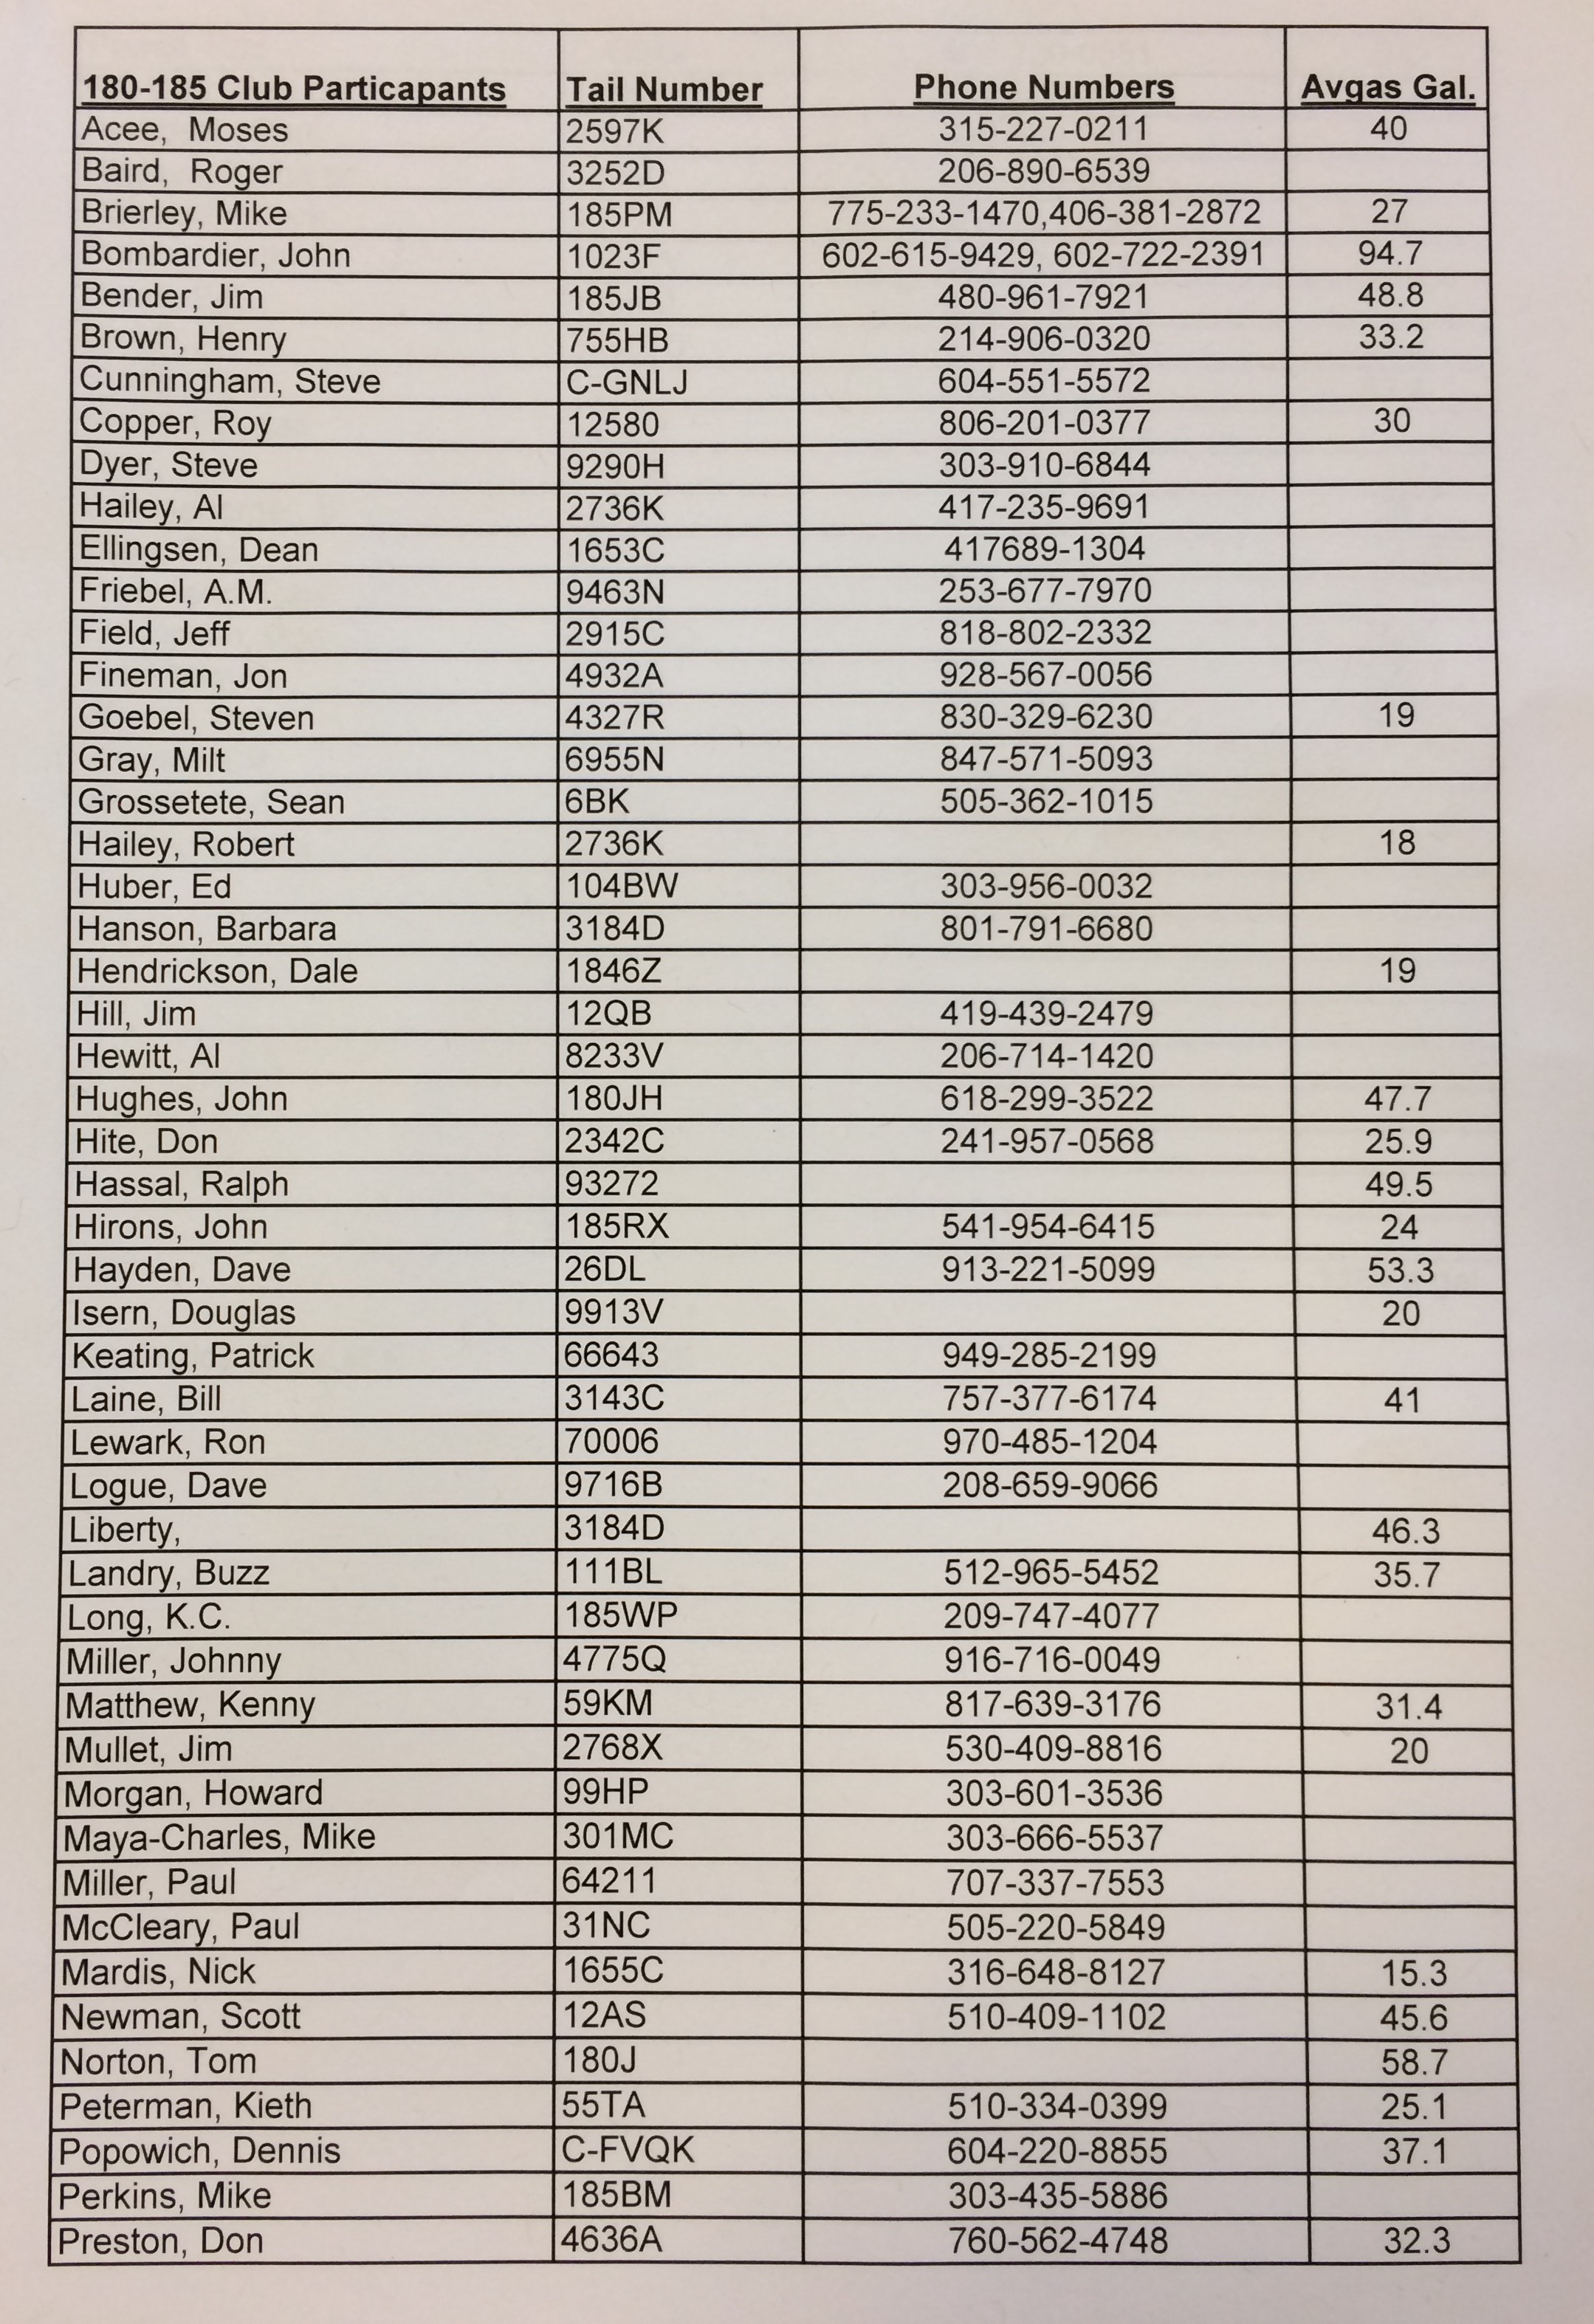 180-185 Club Particapants Tail Number Phone Numbers Avgas Gal.
Acee, Moses 2597K 315-227-0211 40
Baird, Roger 3252D 206-890-6539
Brierley, Mike 185PM 775-233-1470,406-381-2872 27
Bombardier, John 1023F 602-615-9429, 602-722-2391 94.7
Bender, Jim 185JB 480-961-7921 48.8
Brown, Henry 755HB 214-906-0320 33.2
Cunningham, Steve C-GNLJ 604-551-5572
Copper, Roy 12580 806-201-0377 30
Dyer, Steve 9290H 303-910-6844
Hailey, Al 2736K 417-235-9691
Ellingsen, Dean 1653C 417689-1304
Friebel, A.M. 9463N 253-677-7970
Field, Jeff 2915C 818-802-2332
Fineman, Jon 4932A 928-567-0056
Goebel, Steven 4327R 830-329-6230 19
Gray, Milt 6955N 847-571-5093
Grossetete, Sean 6BK 505-362-1015
Hailey, Robert 2736K 18
Huber, Ed 104BW 303-956-0032
Hanson, Barbara 3184D 801-791-6680
Hendrickson, Dale 1846Z 19
Hill, Jim 12QB 419-439-2479
Hewitt, Al 8233V 206-714-1420
Hughes, John 180JH 618-299-3522 47.7
Hite, Don 2342C 241-957-0568 25.9
Hassal, Ralph 93272 49.5
Hirons, John 185RX 541-954-6415 24
Hayden, Dave 26DL 913-221-5099 53.3
Isern, Douglas 9913V 20
Keating, Patrick 66643 949-285-2199
Laine, Bill 3143C 757-377-6174 41
Lewark, Ron 70006 970-485-1204
Logue, Dave 9716B 208-659-9066
Liberty, 3184D 46.3
Landry, Buzz 111BL 512-965-5452 35.7
Long, K.C. 185WP 209-747-4077
Miller, Johnny 4775Q 916-716-0049
Matthew, Kenny 59KM 817-639-3176 31.4
Mullet, Jim 2768X 530-409-8816 20
Morgan, Howard 99HP 303-601-3536
Maya-Charles, Mike 301MC 303-666-5537
Miller, Paul 64211 707-337-7553
McCleary, Paul 31NC 505-220-5849
Mardis, Nick 1655C 316-648-8127 15.3
Newman, Scott 12AS 510-409-1102 45.6
Norton, Tom 180J 58.7
Peterman, Kieth 55TA 510-334-0399 25.1
Popowich, Dennis C-FVQK 604-220-8855 37.1
Perkins, Mike 185BM 303-435-5886
Preston, Don 4636A 760-562-4748 32.3